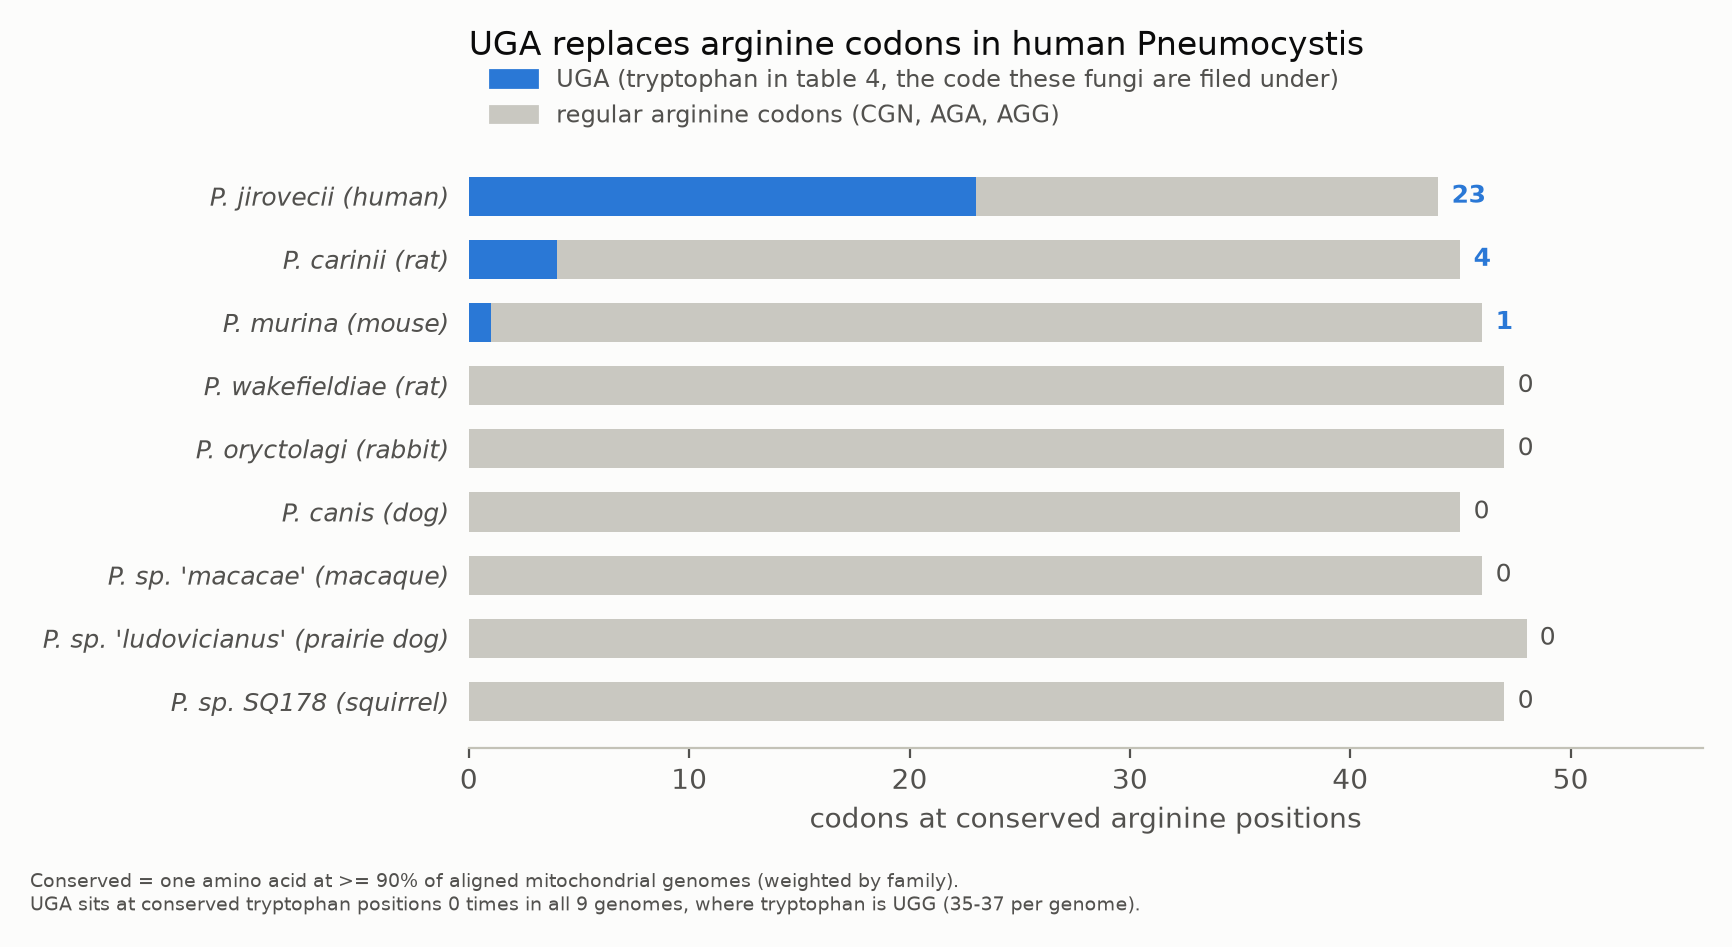 UGA replaces arginine codons in human Pneumocystis
UGA (tryptophan in table 4, the code these fungi are filed under)
regular arginine codons (CGN, AGA, AGG)
P. jirovecii (human) 23
P. carinii (rat) 4
P. murina (mouse) 1
P. wakefieldiae (rat) 0
P. oryctolagi (rabbit) 0
P. canis (dog) 0
P. sp. 'macacae' (macaque) 0
P. sp. 'ludovicianus' (prairie dog) 0
P. sp. SQ178 (squirrel) 0
0 10 20 30 40 50
codons at conserved arginine positions
Conserved = one amino acid at >= 90% of aligned mitochondrial genomes (weighted by family).
UGA sits at conserved tryptophan positions 0 times in all 9 genomes, where tryptophan is UGG (35-37 per genome).